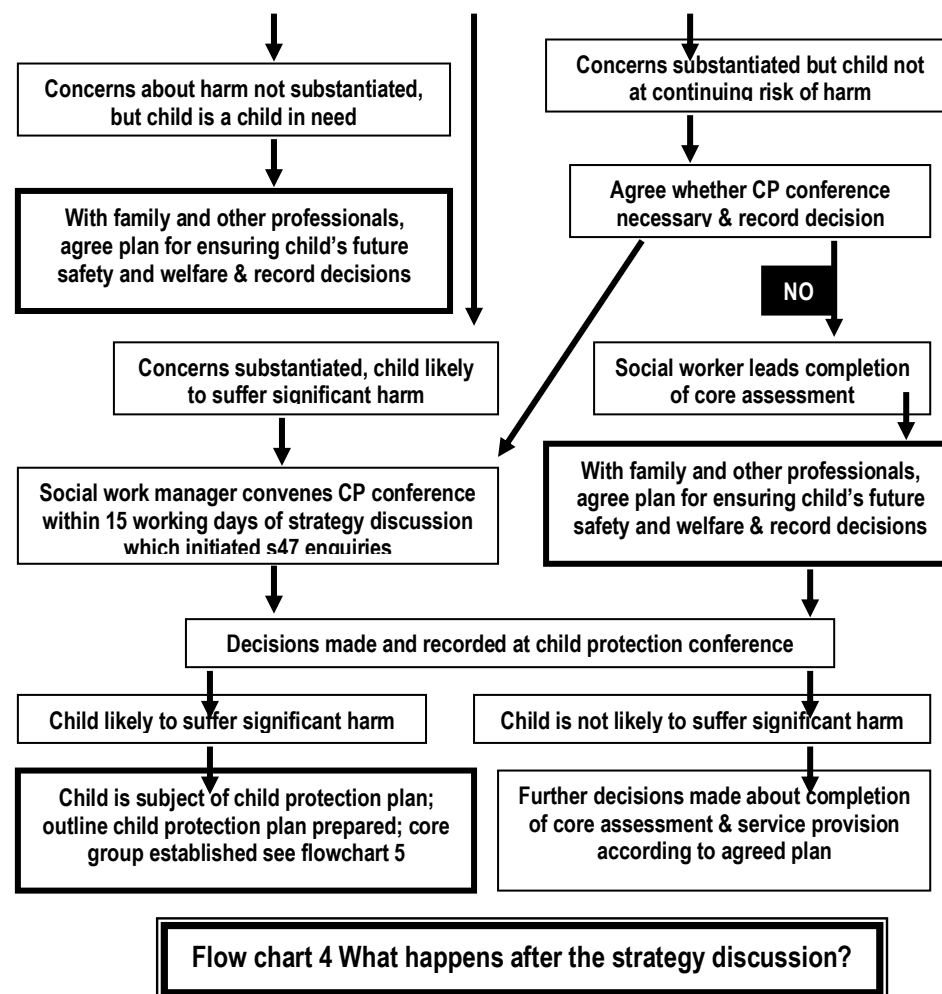 Concerns about harm not substantiated,
but child is a child in need
Concerns substantiated but child not
at continuing risk of harm
With family and other professionals,
agree plan for ensuring child's future
safety and welfare & record decisions
Agree whether CP conference
necessary & record decision
NO
Concerns substantiated, child likely
to suffer significant harm
Social worker leads completion
of core assessment
Social work manager convenes CP conference
within 15 working days of strategy discussion
which initiated s47 enquiries
With family and other professionals,
agree plan for ensuring child's future
safety and welfare & record decisions
Decisions made and recorded at child protection conference
Child likely to suffer significant harm
Child is not likely to suffer significant harm
Child is subject of child protection plan;
outline child protection plan prepared; core
group established see flowchart 5
Further decisions made about completion
of core assessment & service provision
according to agreed plan
Flow chart 4 What happens after the strategy discussion?